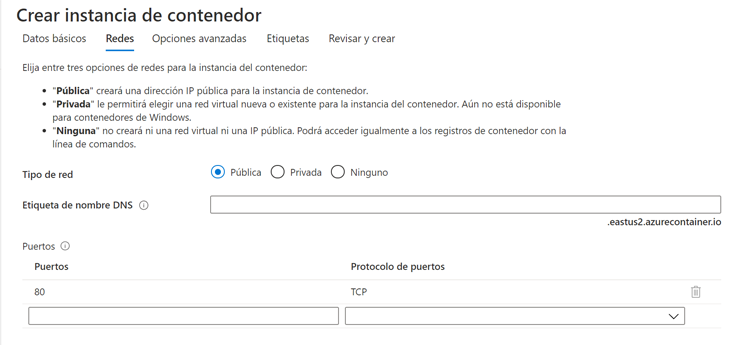 Crear instancia de contenedor
Datos básicos Redes Opciones avanzadas Etiquetas Revisar y crear
Elija entre tres opciones de redes para la instancia del contenedor:
• "Pública" creará una dirección IP pública para la instancia de contenedor.
• "Privada" le permitirá elegir una red virtual nueva o existente para la instancia del contenedor. Aún no está disponible
para contenedores de Windows.
• "Ninguna" no creará ni una red virtual ni una IP pública. Podrá acceder igualmente a los registros de contenedor con la
línea de comandos.
Tipo de red Pública Privada Ninguno
Etiqueta de nombre DNS
.eastus2.azurecontainer.io
Puertos
Puertos Protocolo de puertos
80 TCP